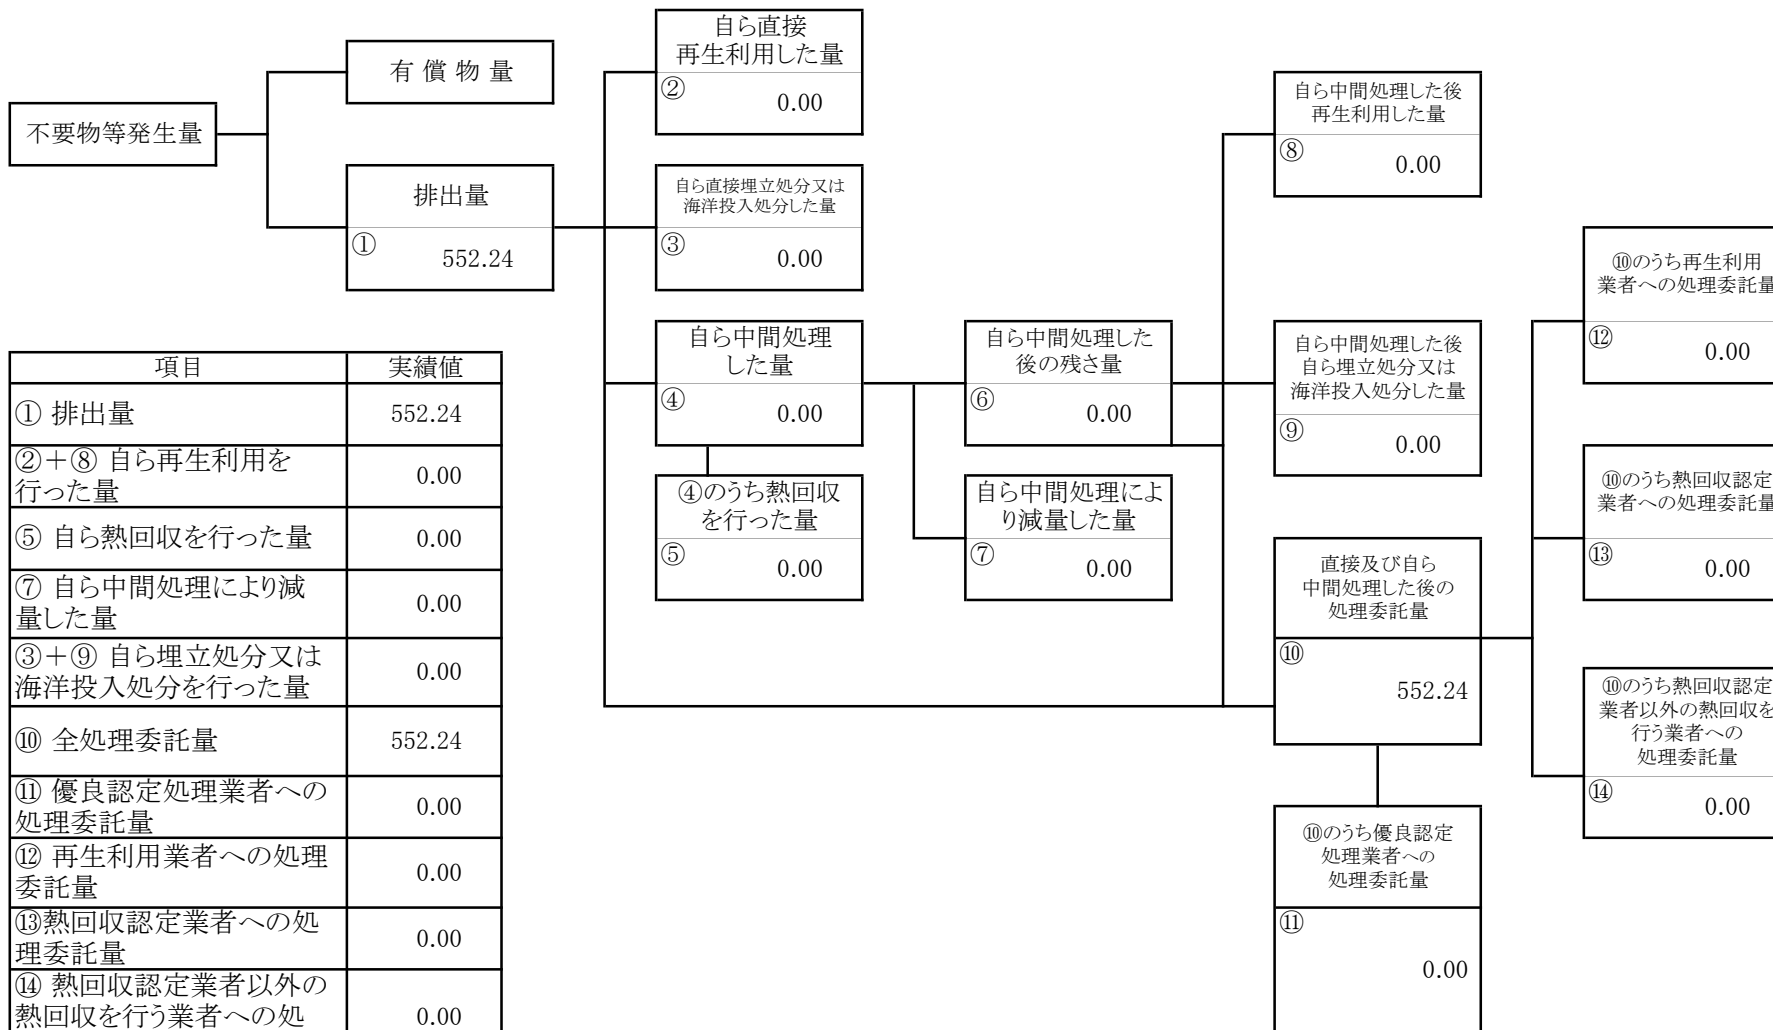 不要物等発生量
有償物量
排出量
①
552.24
自ら直接
再生利用した量
②
0.00
自ら直接埋立処分又は
海洋投入処分した量
③
0.00
自ら中間処理
した量
④
0.00
④のうち熱回収
を行った量
⑤
0.00
自ら中間処理した
後の残さ量
⑥
0.00
自ら中間処理によ
り減量した量
⑦
0.00
自ら中間処理した後
再生利用した量
⑧
0.00
自ら中間処理した後
自ら埋立処分又は
海洋投入処分した量
⑨
0.00
直接及び自ら
中間処理した後の
処理委託量
⑩
552.24
⑩のうち優良認定
処理業者への
処理委託量
⑪
0.00
⑩のうち再生利用
業者への処理委託量
⑫
0.00
⑩のうち熱回収認定
業者への処理委託量
⑬
0.00
⑩のうち熱回収認定
業者以外の熱回収を
行う業者への
処理委託量
⑭
0.00
項目 実績値
① 排出量 552.24
②＋⑧ 自ら再生利用を
行った量 0.00
⑤ 自ら熱回収を行った量 0.00
⑦ 自ら中間処理により減
量した量 0.00
③＋⑨ 自ら埋立処分又は
海洋投入処分を行った量 0.00
⑩ 全処理委託量 552.24
⑪ 優良認定処理業者への
処理委託量 0.00
⑫ 再生利用業者への処理
委託量 0.00
⑬熱回収認定業者への処
理委託量 0.00
⑭ 熱回収認定業者以外の
熱回収を行う業者への処 0.00